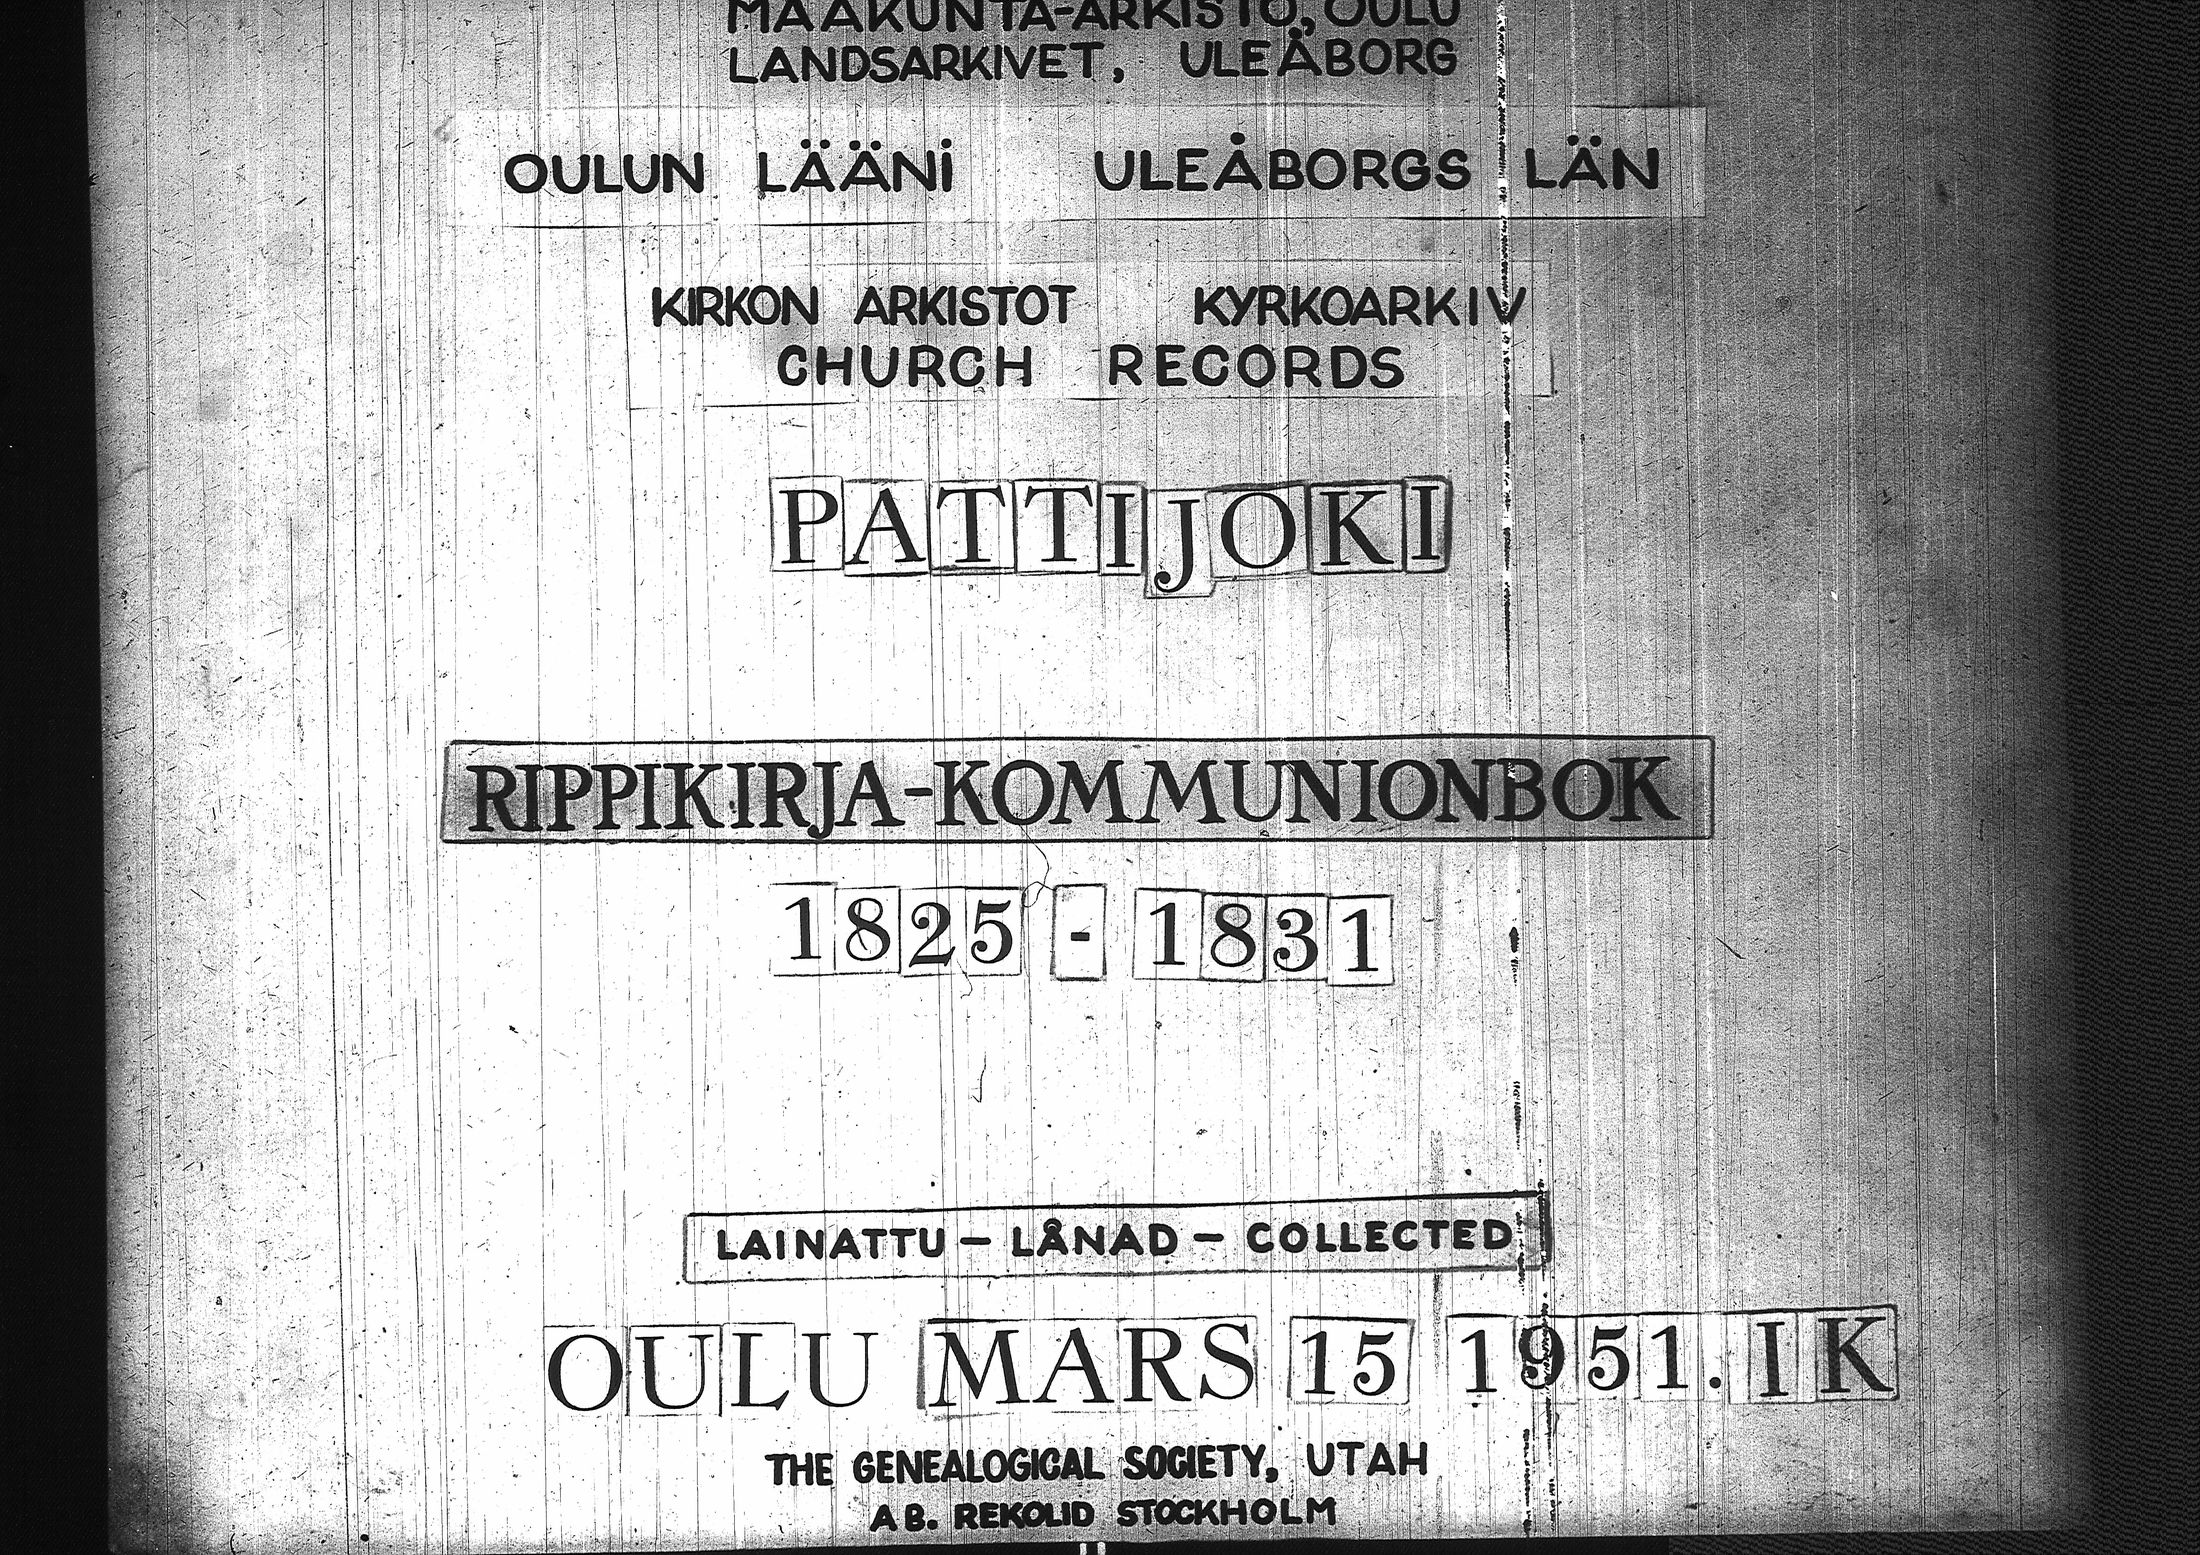 MAAKUNTA-ARKISTO, OULU
LANDSARKIVET, ULEÅBORG
OULUN LÄÄNI ULEÅBORGS LÄN
KIRKON ARKISTOT KYRKOARKIV
CHURCH RECORDS
PATTIJOKI
RIPPIKIRJA-KOMMUNIONBOK
1825 - 1831
LAINATTU - LÅNAD - COLLECTED
OULU MARS 15 1951. IK
THE GENEALOGICAL SOCIETY, UTAH
AB. REKOLID STOCKHOLM